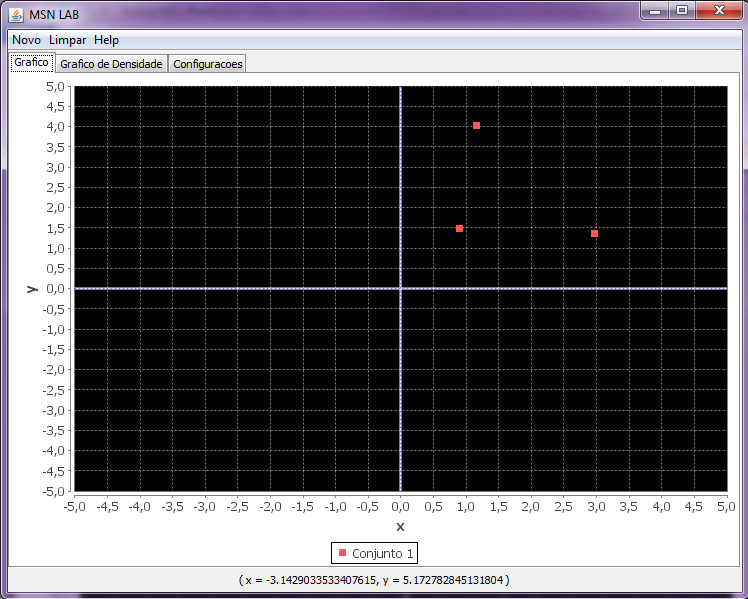 MSN LAB
Novo Limpar Help
Grafico Grafico de Densidade Configuracoes
5,0
4,5
4,0
3,5
3,0
2,5
2,0
1,5
1,0
0,5
0,0
-0,5
-1,0
-1,5
-2,0
-2,5
-3,0
-3,5
-4,0
-4,5
-5,0
y
-5,0 -4,5 -4,0 -3,5 -3,0 -2,5 -2,0 -1,5 -1,0 -0,5 0,0 0,5 1,0 1,5 2,0 2,5 3,0 3,5 4,0 4,5 5,0
x
Conjunto 1
( x = -3.1429033533407615, y = 5.172782845131804 )